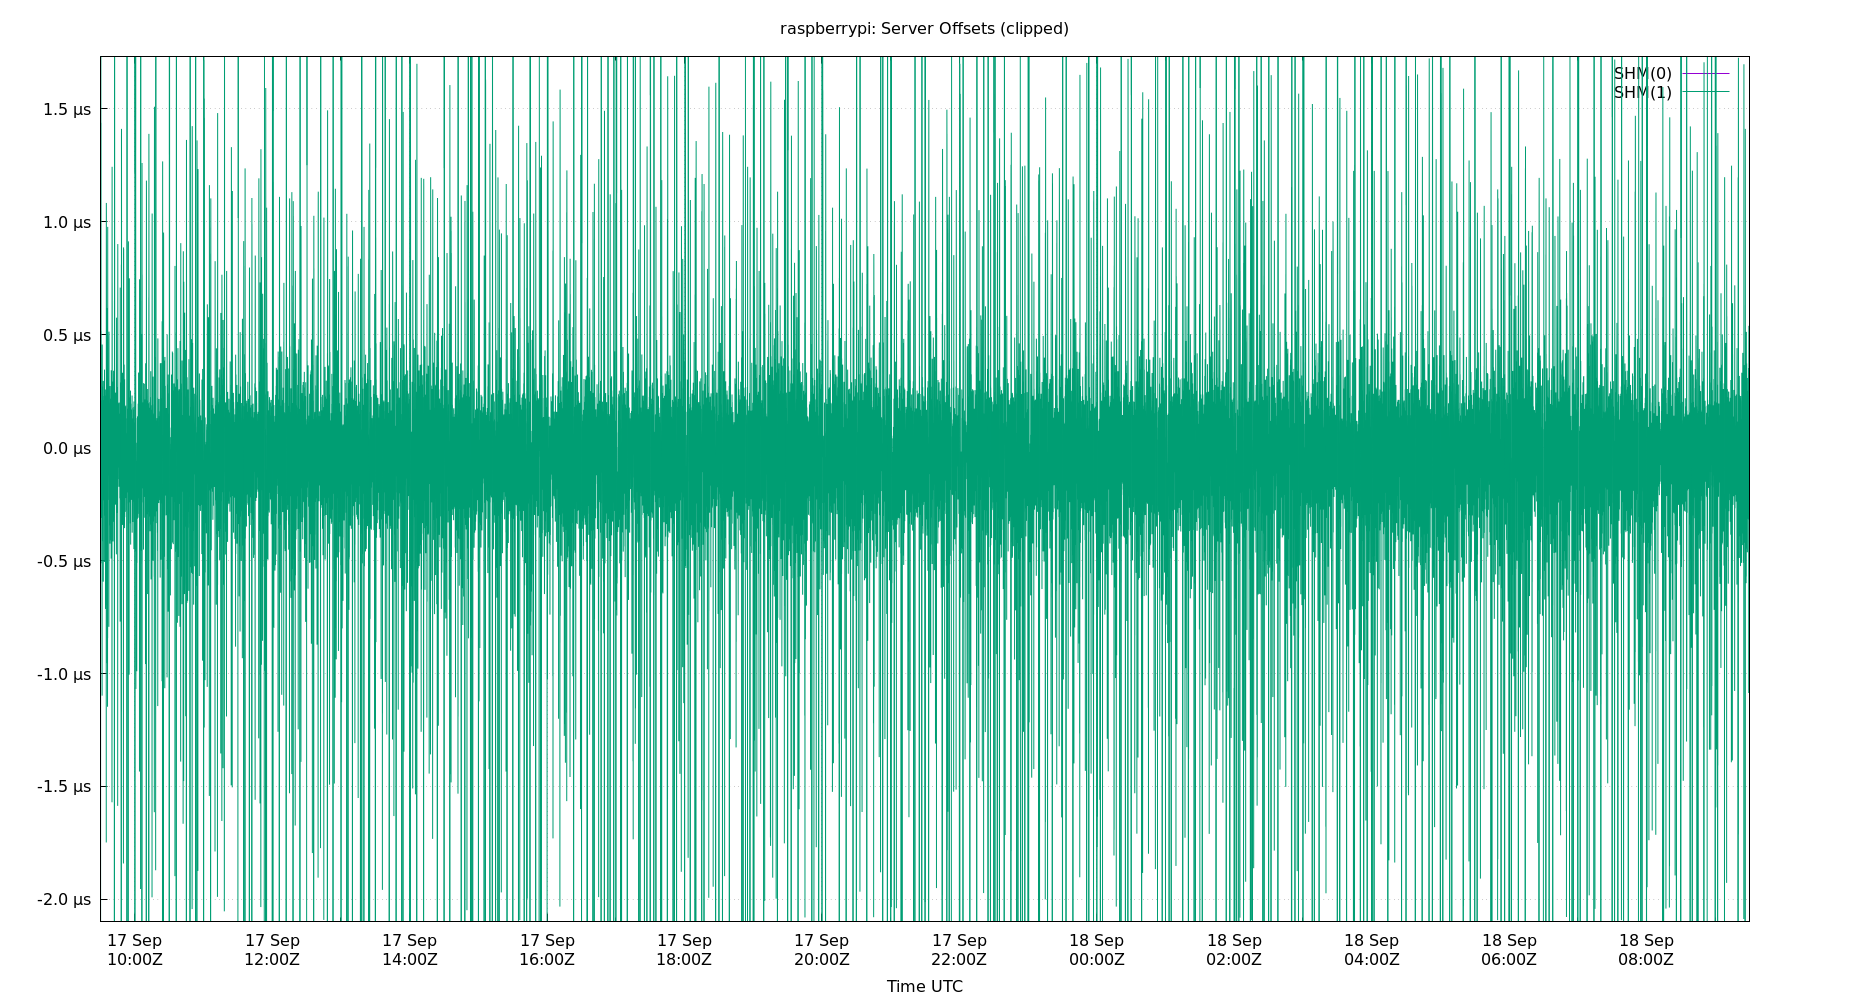 raspberrypi: Server Offsets (clipped)
SHM(0)
SHM(1)
1.5 µs
1.0 µs
0.5 µs
0.0 µs
-0.5 µs
-1.0 µs
-1.5 µs
-2.0 µs
17 Sep 17 Sep 17 Sep 17 Sep 17 Sep 17 Sep 17 Sep 18 Sep 18 Sep 18 Sep 18 Sep 18 Sep
10:00Z 12:00Z 14:00Z 16:00Z 18:00Z 20:00Z 22:00Z 00:00Z 02:00Z 04:00Z 06:00Z 08:00Z
Time UTC